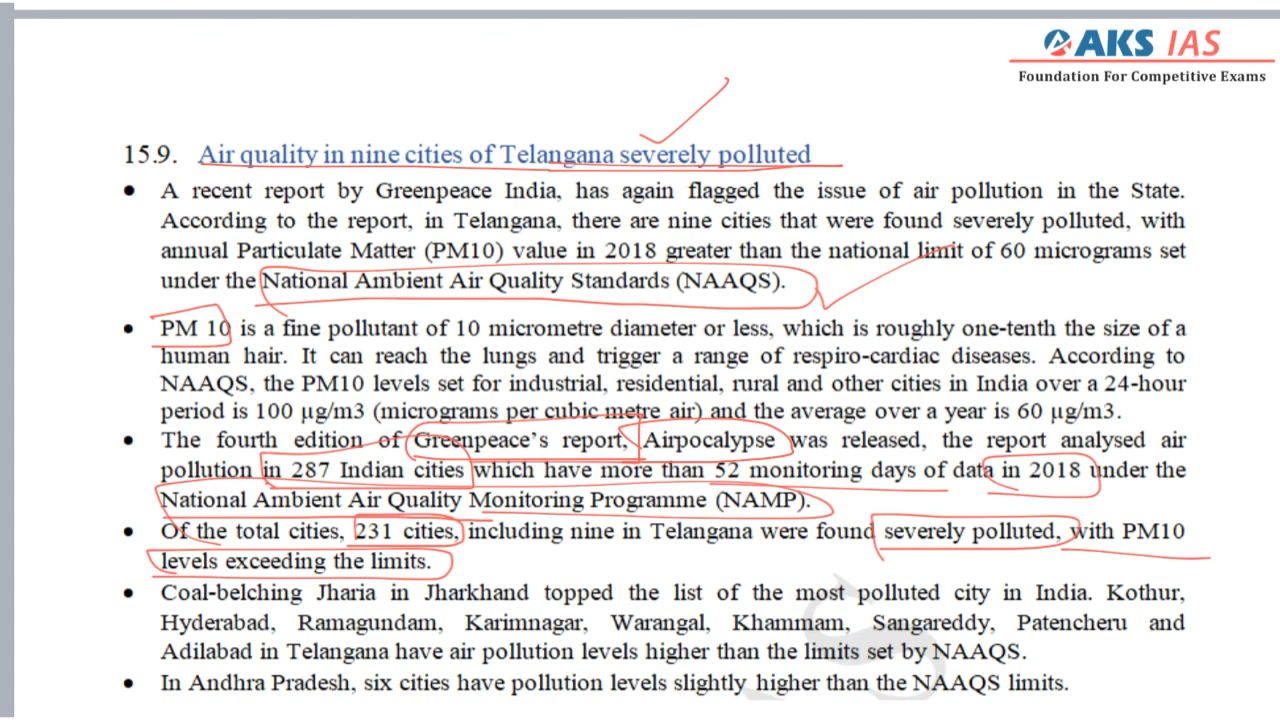 AKS IAS
Foundation For Competitive Exams
15.9. Air quality in nine cities of Telangana severely polluted
• A recent report by Greenpeace India, has again flagged the issue of air pollution in the State.
According to the report, in Telangana, there are nine cities that were found severely polluted, with
annual Particulate Matter (PM10) value in 2018 greater than the national limit of 60 micrograms set
under the National Ambient Air Quality Standards (NAAQS).
• PM 10 is a fine pollutant of 10 micrometre diameter or less, which is roughly one-tenth the size of a
human hair. It can reach the lungs and trigger a range of respiro-cardiac diseases. According to
NAAQS, the PM10 levels set for industrial, residential, rural and other cities in India over a 24-hour
period is 100 µg/m3 (micrograms per cubic metre air) and the average over a year is 60 µg/m3.
• The fourth edition of Greenpeace's report, Airpocalypse was released, the report analysed air
pollution in 287 Indian cities which have more than 52 monitoring days of data in 2018 under the
National Ambient Air Quality Monitoring Programme (NAMP).
• Of the total cities, 231 cities, including nine in Telangana were found severely polluted, with PM10
levels exceeding the limits.
• Coal-belching Jharia in Jharkhand topped the list of the most polluted city in India. Kothur,
Hyderabad, Ramagundam, Karimnagar, Warangal, Khammam, Sangareddy, Patencheru and
Adilabad in Telangana have air pollution levels higher than the limits set by NAAQS.
• In Andhra Pradesh, six cities have pollution levels slightly higher than the NAAQS limits.